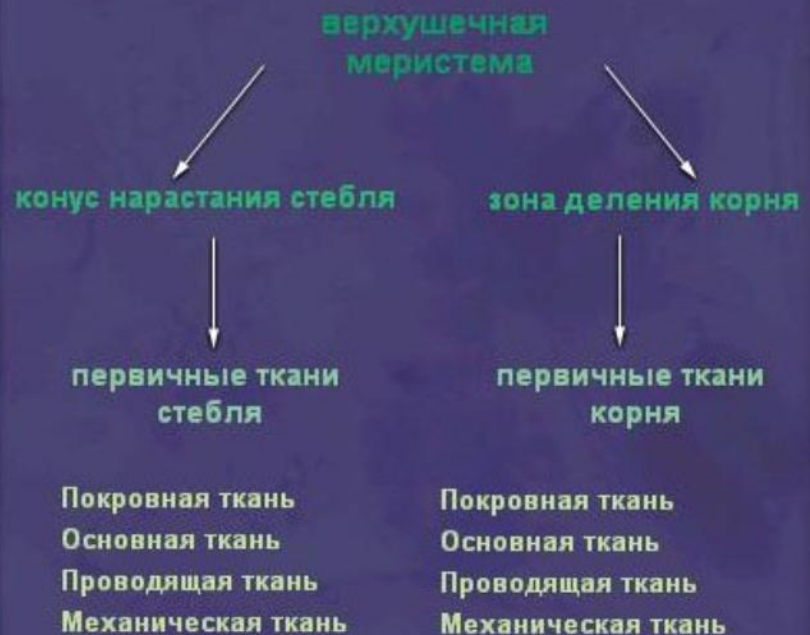 верхушечная
меристема
конус нарастания стебля
зона деления корня
первичные ткани
стебля
первичные ткани
корня
Покровная ткань
Основная ткань
Проводящая ткань
Механическая ткань
Покровная ткань
Основная ткань
Проводящая ткань
Механическая ткань